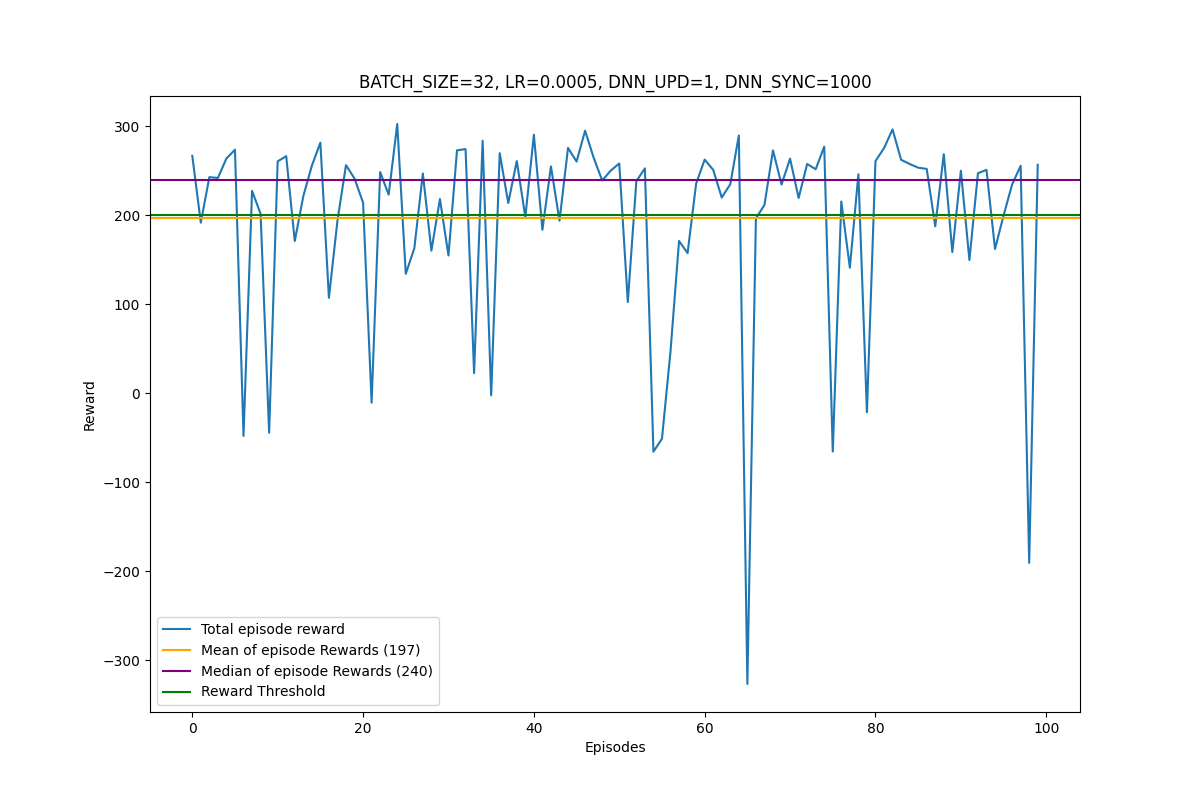 BATCH_SIZE=32, LR=0.0005, DNN_UPD=1, DNN_SYNC=1000
300
200
100
0
−100
−200
−300
Reward
Total episode reward
Mean of episode Rewards (197)
Median of episode Rewards (240)
Reward Threshold
0 20 40 60 80 100
Episodes